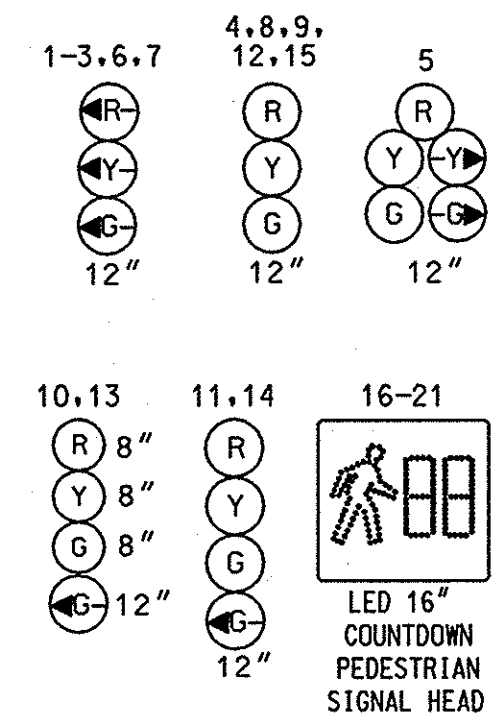 1-3,6,7
R
Y
G
12"
4,8,9,
12,15
R
Y
G
12"
5
R
Y Y
G G
12"
10,13
R 8"
Y 8"
G 8"
G 12"
11,14
R
Y
G
G
12"
16-21
LED 16"
COUNTDOWN
PEDESTRIAN
SIGNAL HEAD